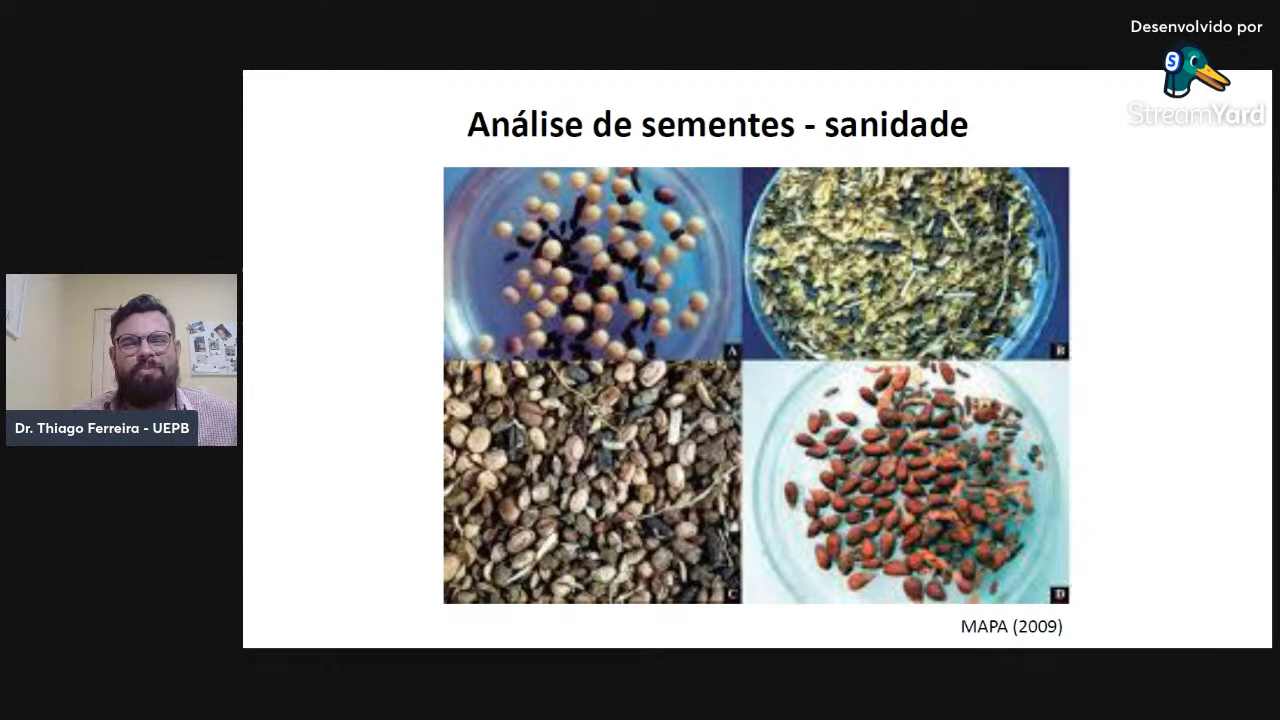 Desenvolvido por
StreamYard
Análise de sementes - sanidade
A
B
C
D
MAPA (2009)
Dr. Thiago Ferreira - UEPB